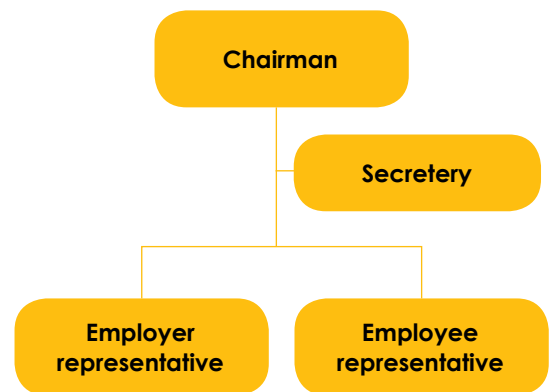 Chairman
Secretery
Employer
representative
Employee
representative